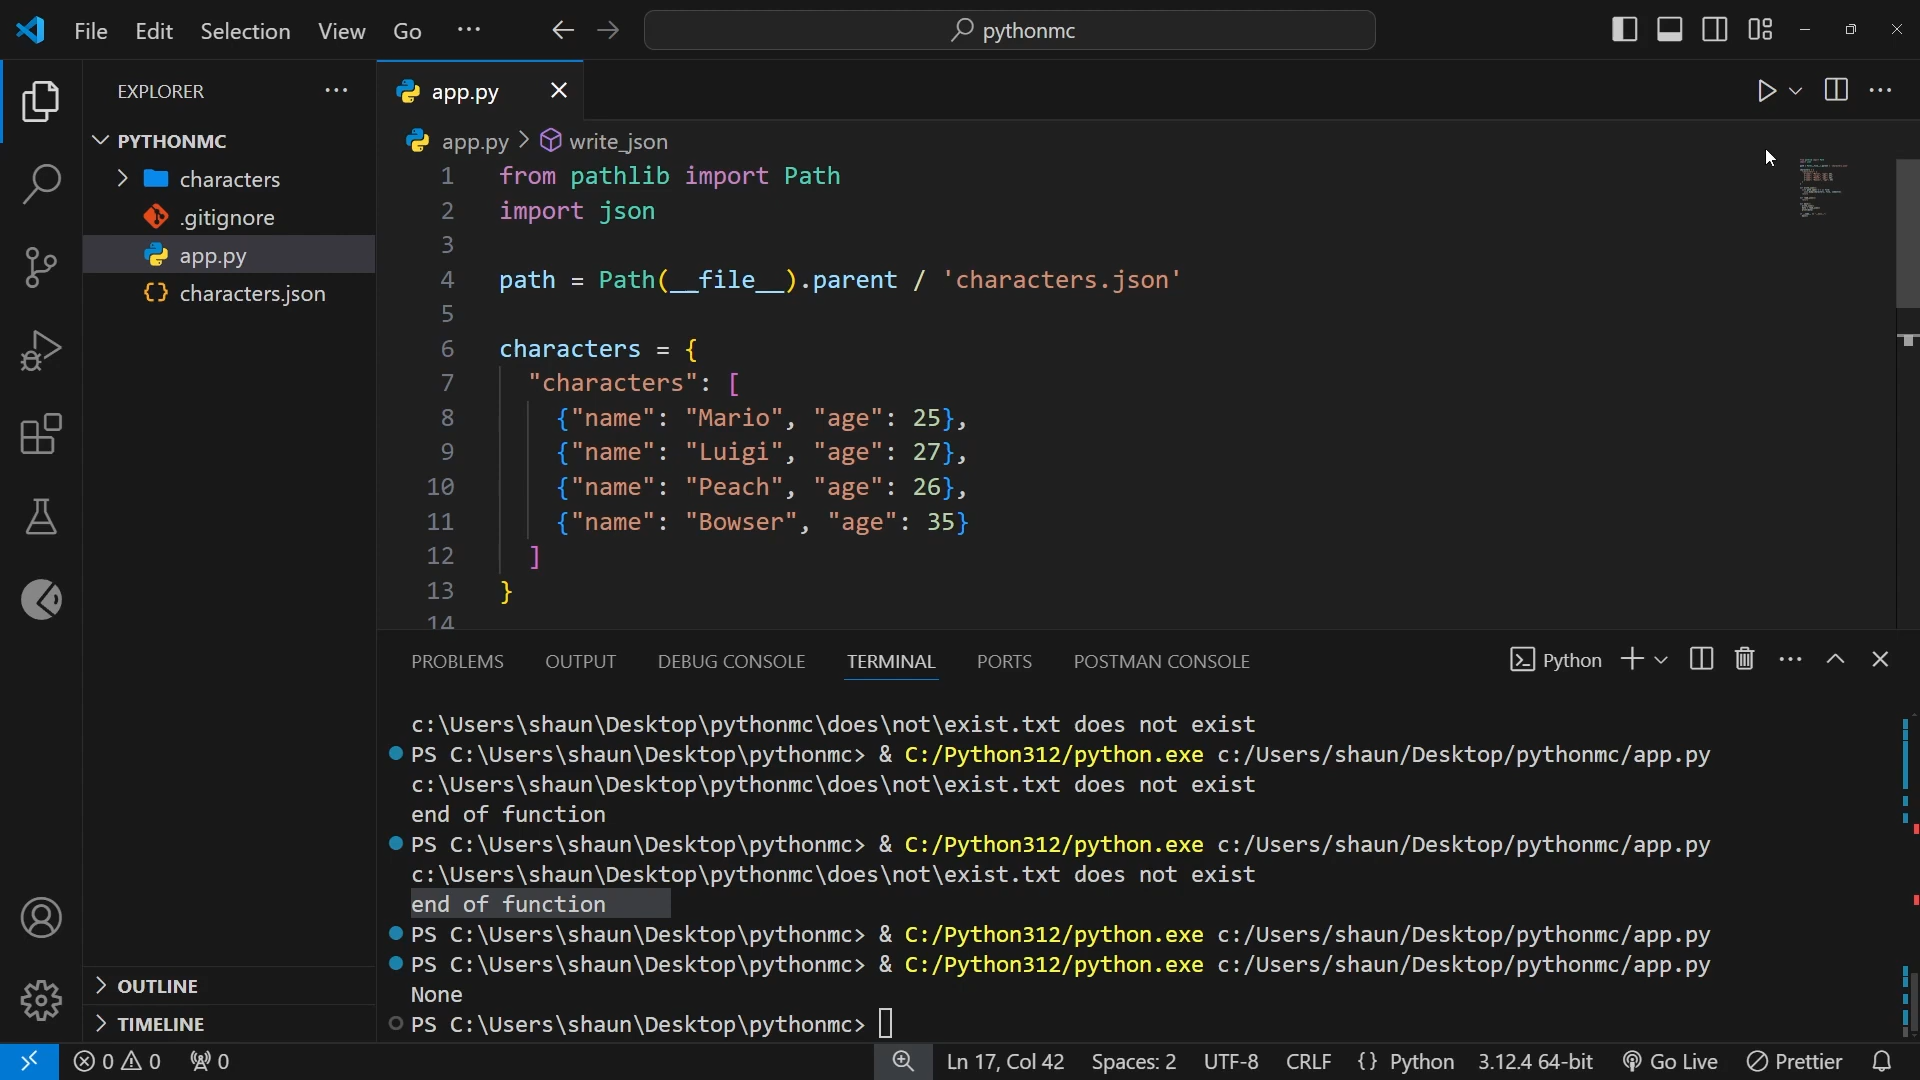 File Edit Selection View Go ··· pythonmc
EXPLORER
PYTHONMC
characters
.gitignore
app.py
characters.json
OUTLINE
TIMELINE
app.py
app.py > write_json
1 from pathlib import Path
2 import json
3
4 path = Path(__file__).parent / 'characters.json'
5
6 characters = {
7 "characters": [
8 {"name": "Mario", "age": 25},
9 {"name": "Luigi", "age": 27},
10 {"name": "Peach", "age": 26},
11 {"name": "Bowser", "age": 35}
12 ]
13 }
14
PROBLEMS OUTPUT DEBUG CONSOLE TERMINAL PORTS POSTMAN CONSOLE Python
c:\Users\shaun\Desktop\pythonmc\does\not\exist.txt does not exist
PS C:\Users\shaun\Desktop\pythonmc> & C:/Python312/python.exe c:/Users/shaun/Desktop/pythonmc/app.py
c:\Users\shaun\Desktop\pythonmc\does\not\exist.txt does not exist
end of function
PS C:\Users\shaun\Desktop\pythonmc> & C:/Python312/python.exe c:/Users/shaun/Desktop/pythonmc/app.py
c:\Users\shaun\Desktop\pythonmc\does\not\exist.txt does not exist
end of function
PS C:\Users\shaun\Desktop\pythonmc> & C:/Python312/python.exe c:/Users/shaun/Desktop/pythonmc/app.py
PS C:\Users\shaun\Desktop\pythonmc> & C:/Python312/python.exe c:/Users/shaun/Desktop/pythonmc/app.py
None
PS C:\Users\shaun\Desktop\pythonmc>
0 0 0 Ln 17, Col 42 Spaces: 2 UTF-8 CRLF {} Python 3.12.4 64-bit Go Live Prettier